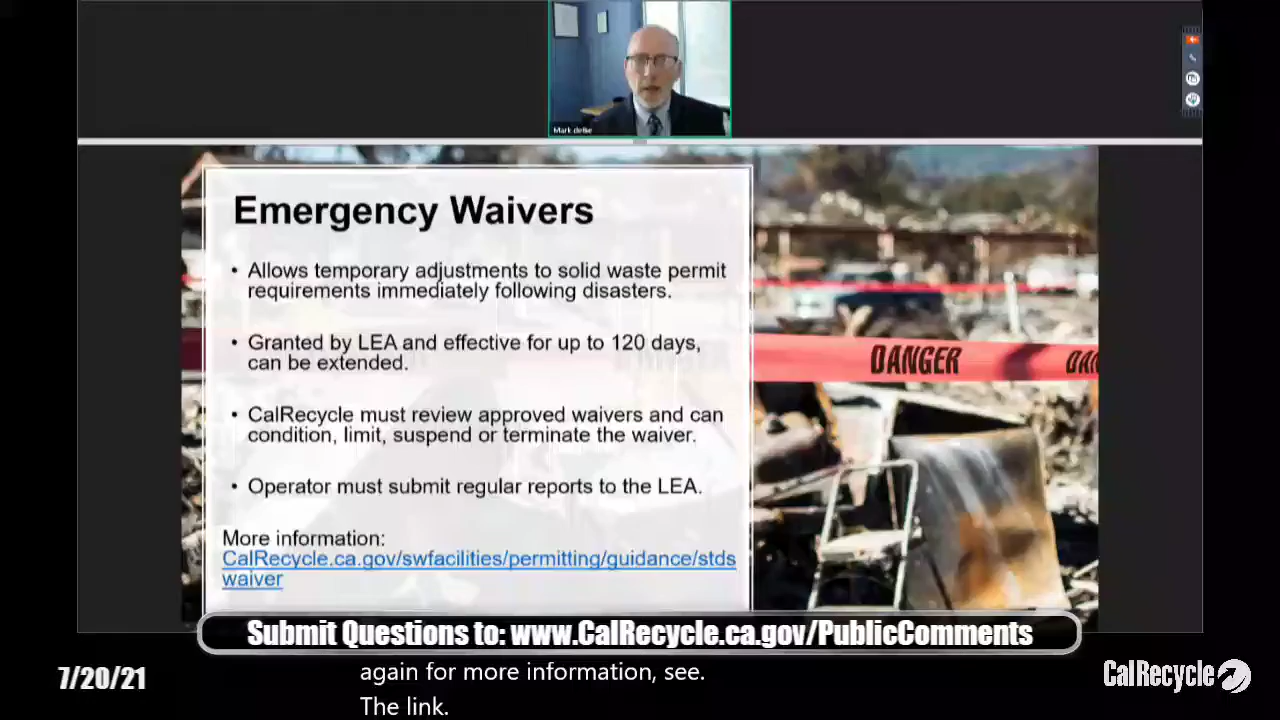 Mark deBie
Emergency Waivers
• Allows temporary adjustments to solid waste permit
requirements immediately following disasters.
• Granted by LEA and effective for up to 120 days,
can be extended.
• CalRecycle must review approved waivers and can
condition, limit, suspend or terminate the waiver.
• Operator must submit regular reports to the LEA.
More information:
CalRecycle.ca.gov/swfacilities/permitting/guidance/stds
waiver
DANGER
DAN
Submit Questions to: www.CalRecycle.ca.gov/PublicComments
again for more information, see.
The link.
7/20/21
CalRecycle